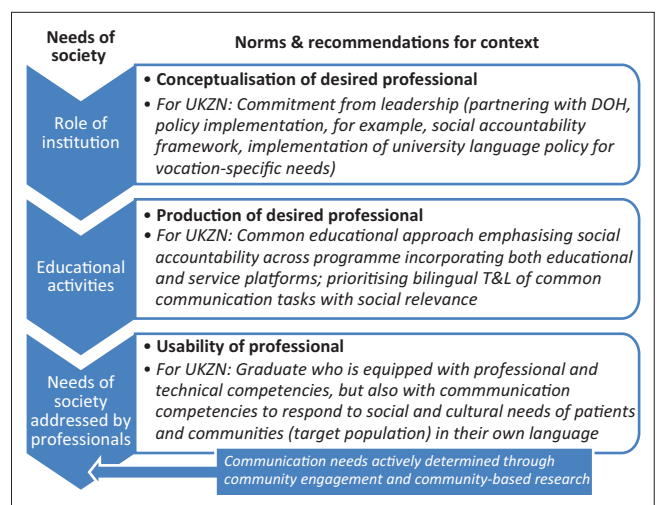 Needs of
society
Norms & recommendations for context
Role of
institution
• Conceptualisation of desired professional
• For UKZN: Commitment from leadership (partnering with DOH,
policy implementation, for example, social accountability
framework, implementation of university language policy for
vocation-specific needs)
Educational
activities
• Production of desired professional
• For UKZN: Common educational approach emphasising social
accountability across programme incorporating both educational
and service platforms; prioritising bilingual T&L of common
communication tasks with social relevance
Needs of
society
addressed by
professionals
• Usability of professional
• For UKZN: Graduate who is equipped with professional and
technical competencies, but also with commmunication
competencies to respond to social and cultural needs of patients
and communities (target population) in their own language
Communication needs actively determined through
community engagement and community-based research